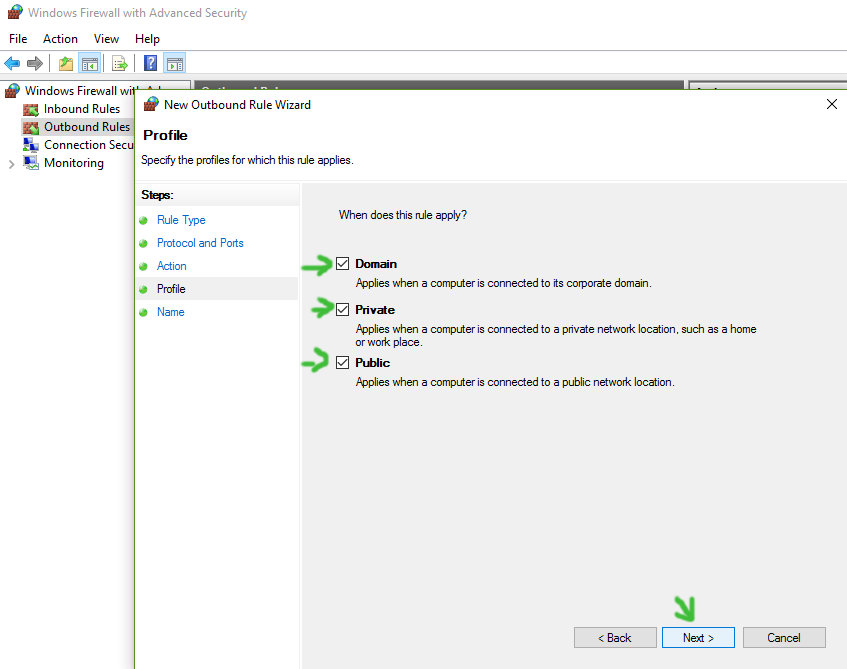 Windows Firewall with Advanced Security
File Action View Help
Windows Firewall with
Inbound Rules
Outbound Rules
Connection Secu
Monitoring
New Outbound Rule Wizard
Profile
Specify the profiles for which this rule applies.
Steps:
Rule Type
Protocol and Ports
Action
Profile
Name
When does this rule apply?
Domain
Applies when a computer is connected to its corporate domain.
Private
Applies when a computer is connected to a private network location, such as a home
or work place.
Public
Applies when a computer is connected to a public network location.
< Back
Next >
Cancel